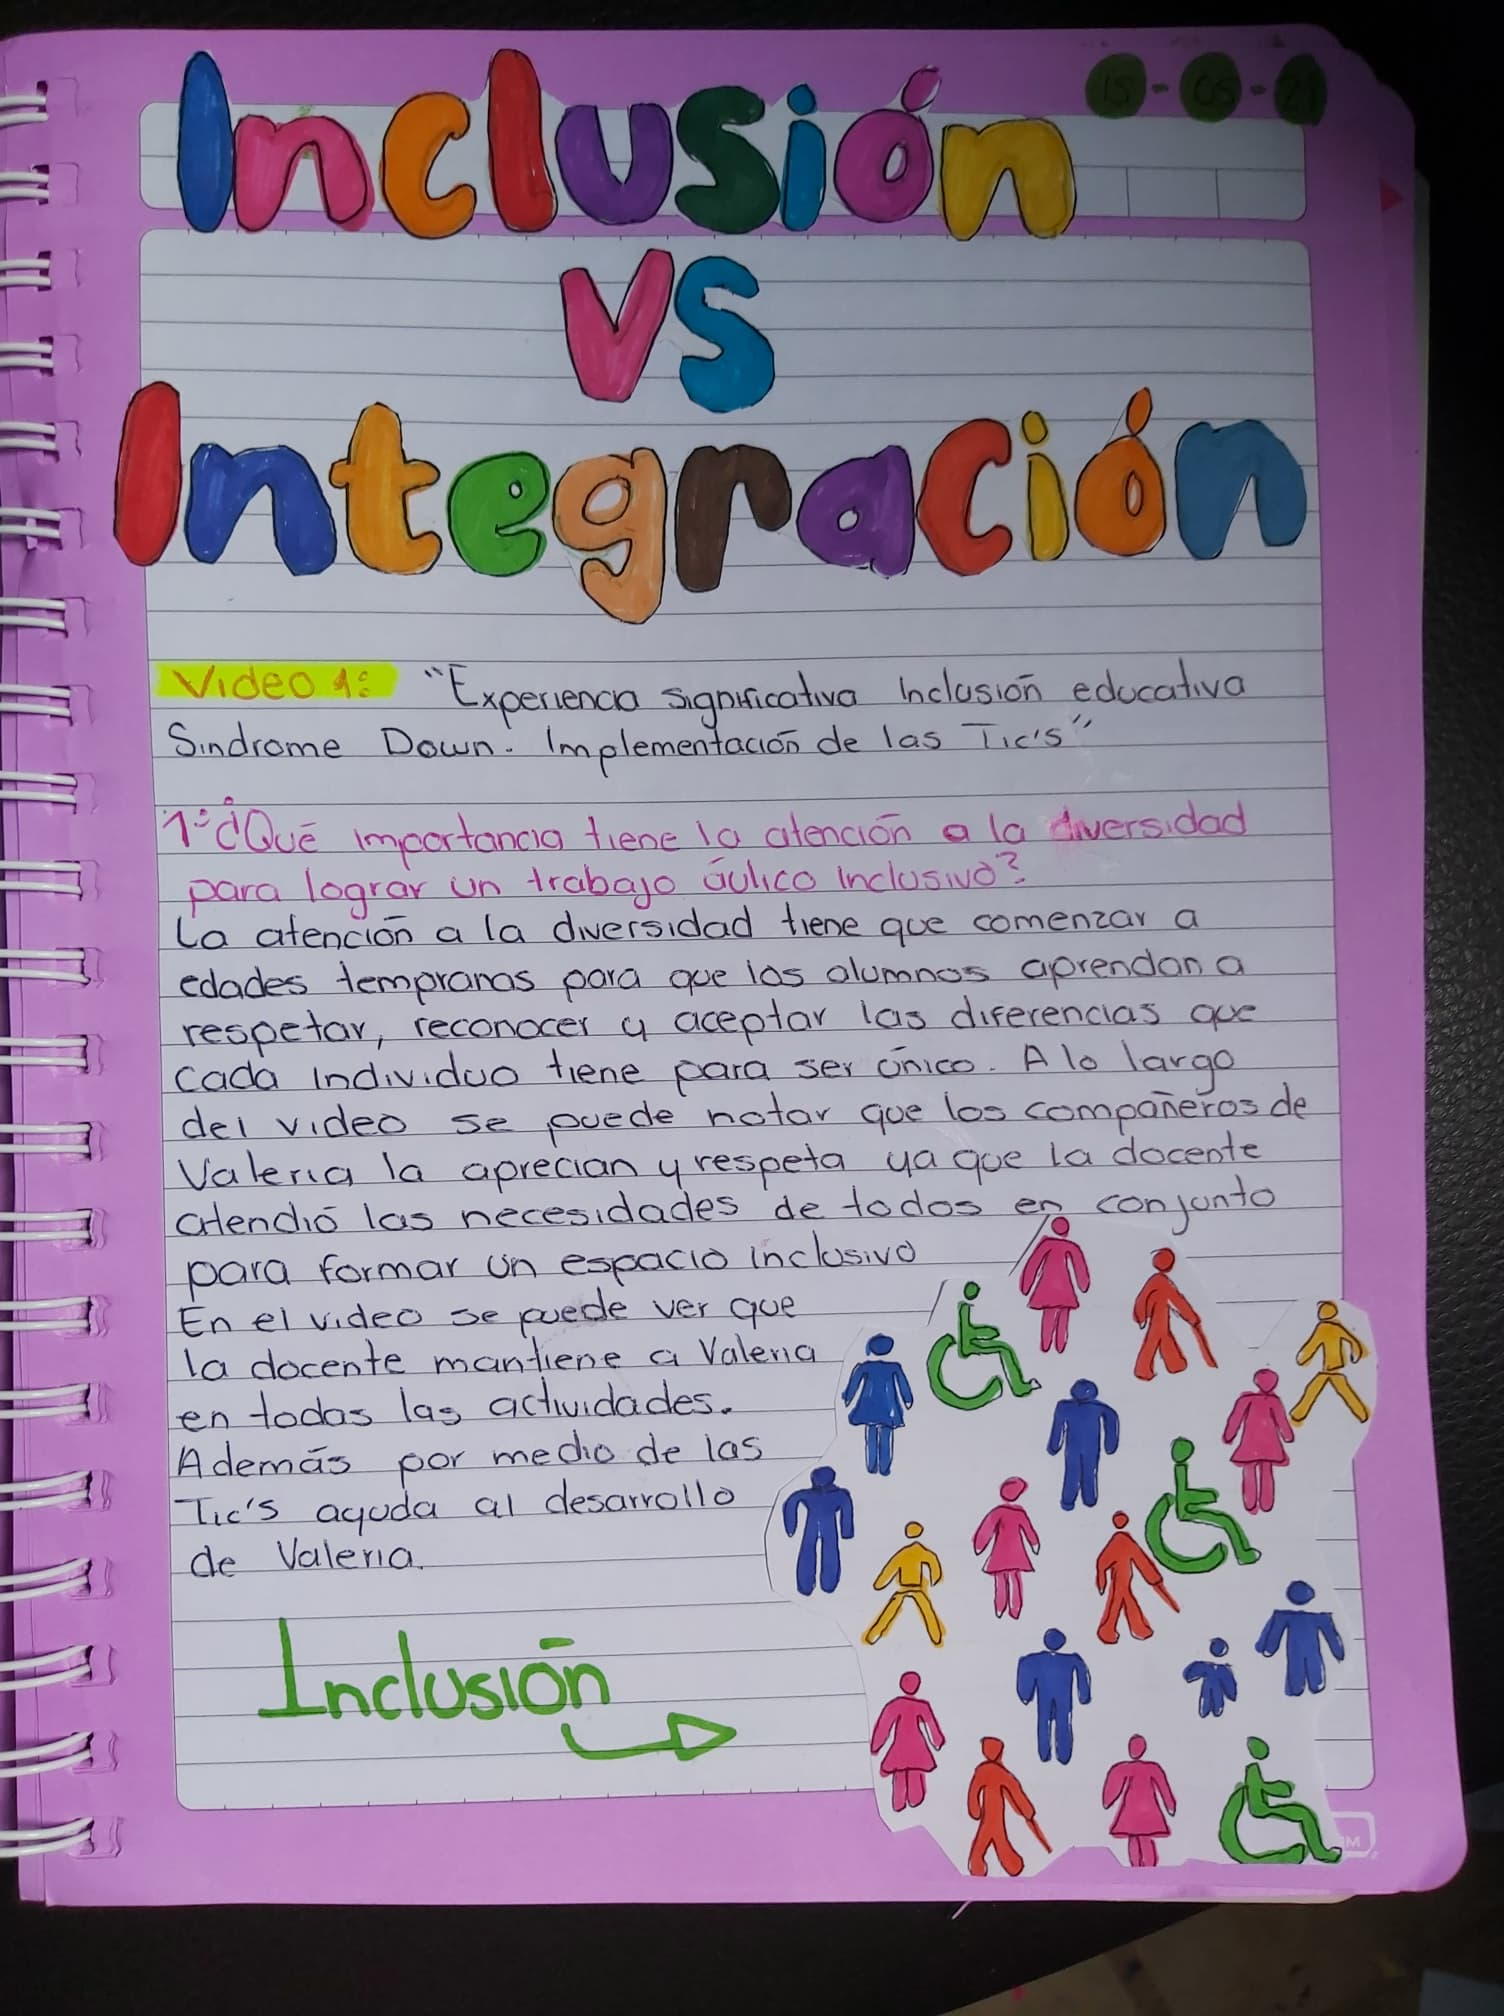 15-05-21
Inclusión
vs
Integración
Video 1: "Experiencia significativa Inclusión educativa
Sindrome Down. Implementación de las Tic's"
1: ¿Qué importancia tiene la atención a la diversidad
para lograr un trabajo áulico inclusivo?
La atención a la diversidad tiene que comenzar a
edades tempranas para que los alumnos aprendan a
respetar, reconocer y aceptar las diferencias que
cada individuo tiene para ser único. A lo largo
del video se puede notar que los compañeros de
Valeria la aprecian y respeta ya que la docente
atendió las necesidades de todos en conjunto
para formar un espacio inclusivo
En el video se puede ver que
la docente mantiene a Valeria
en todas las actividades.
Además por medio de las
Tic's ayuda al desarrollo
de Valeria.
Inclusión